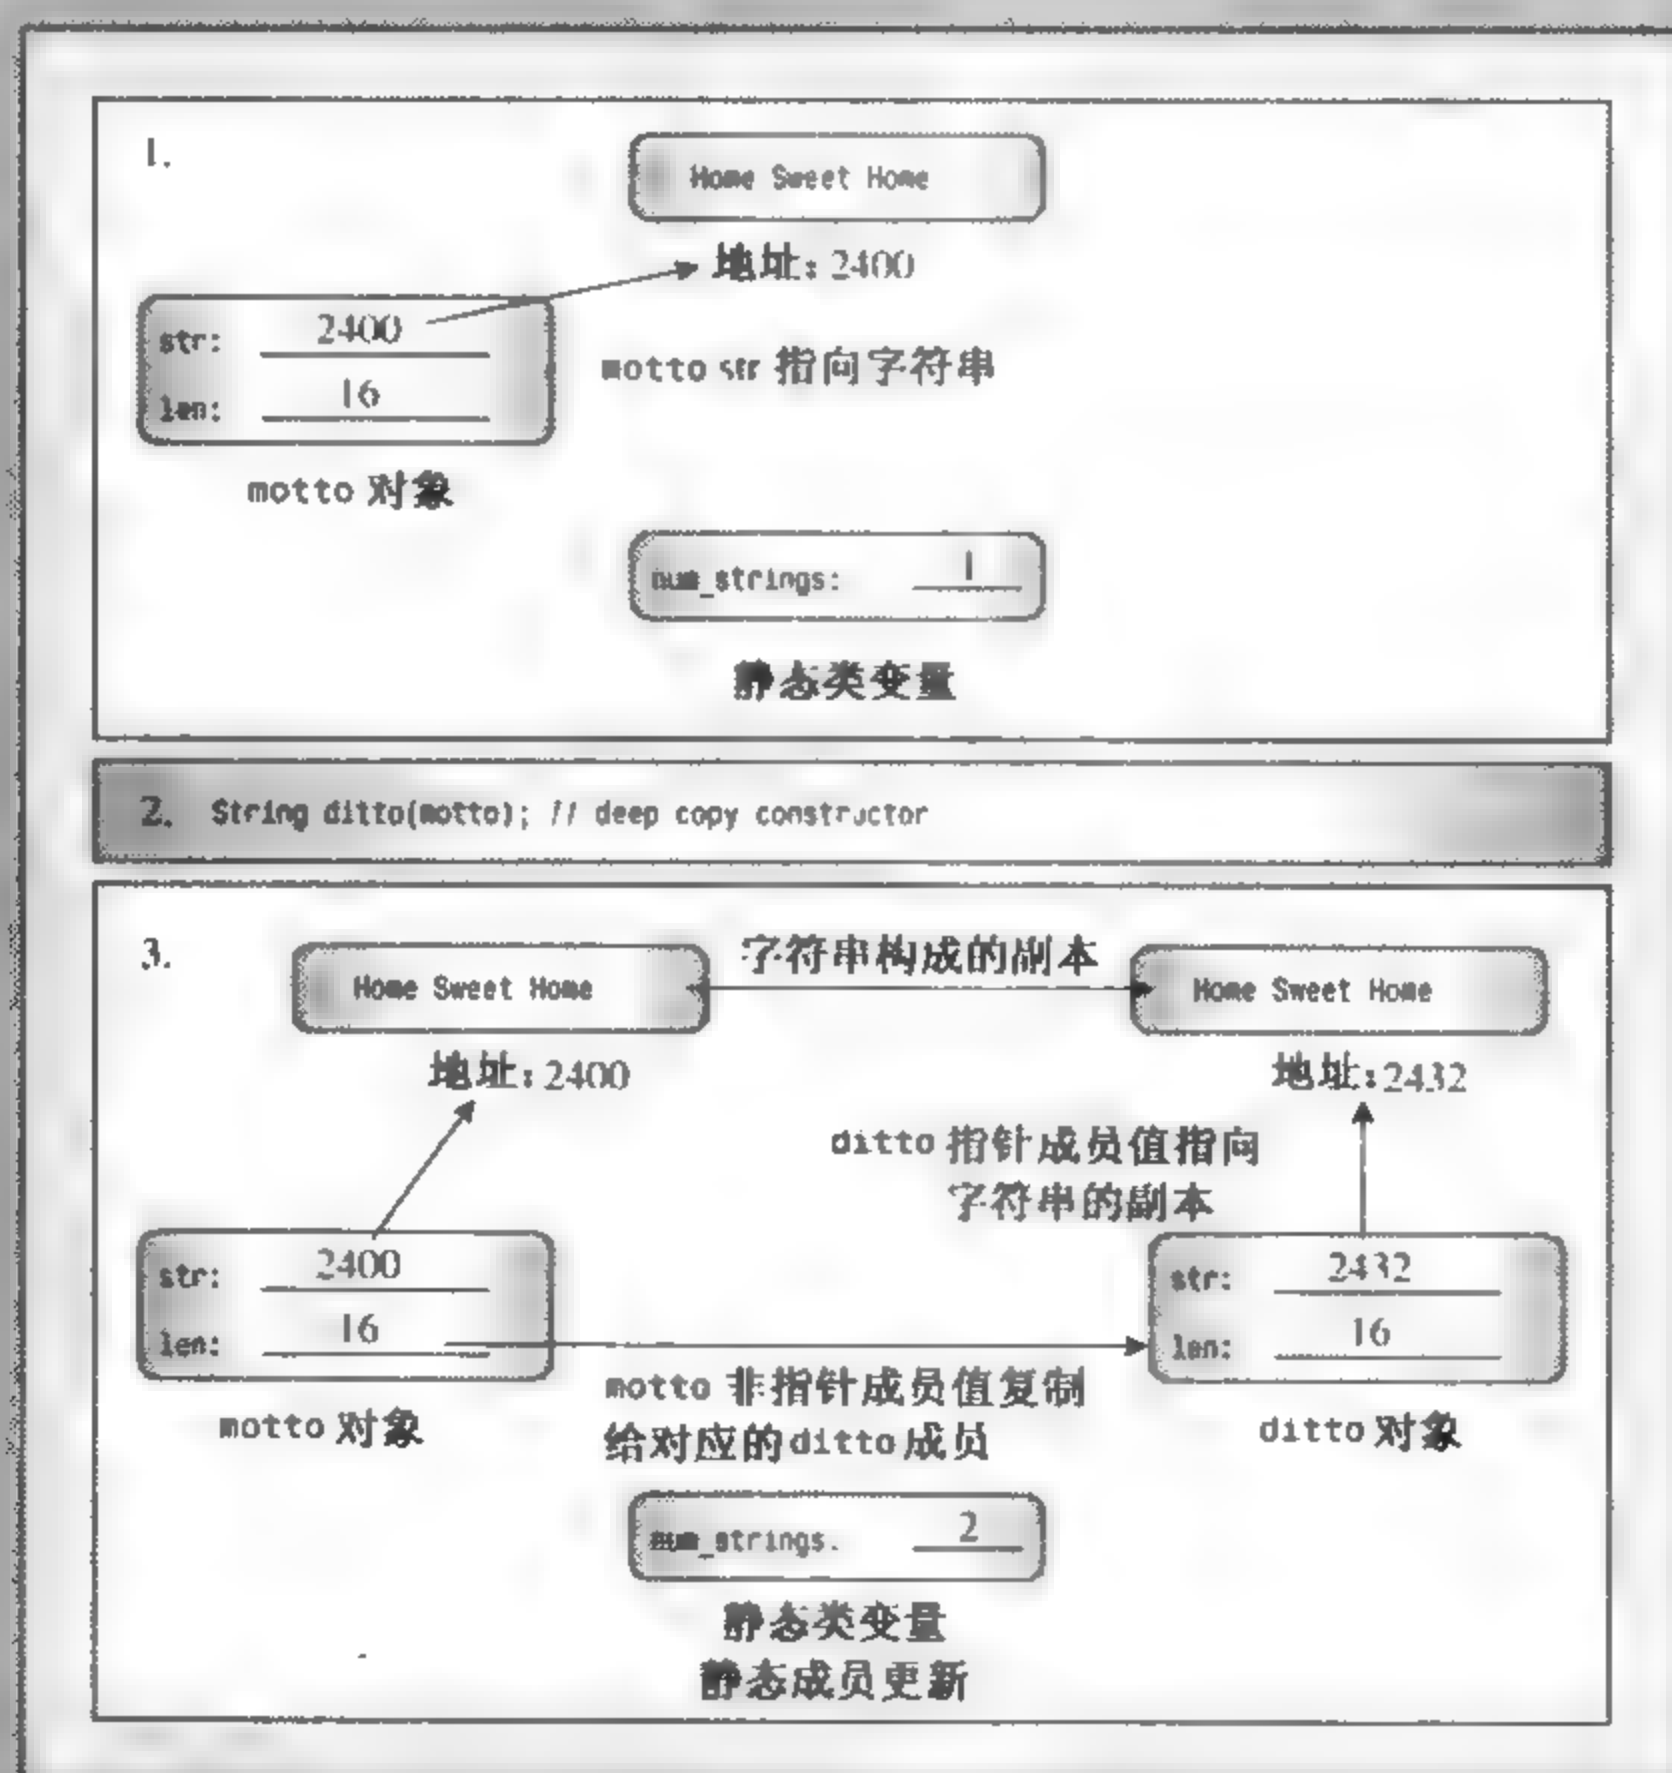 1.
Home Sweet Home
地址: 2400
str: 2400
len: 16
motto str 指向字符串
motto 对象
num_strings: 1
静态类变量
2. String ditto(motto); // deep copy constructor
3.
Home Sweet Home
字符串构成的副本
Home Sweet Home
地址: 2400
地址:2432
ditto 指针成员值指向
字符串的副本
str: 2400
len: 16
str: 2432
len: 16
motto 非指针成员值复制
给对应的ditto成员
motto 对象
ditto 对象
num_strings. 2
静态类变量
静态成员更新